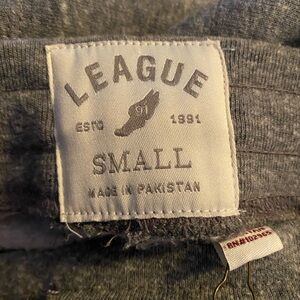 LEAGUE
91
ESTD 1991
SMALL
MADE IN PAKISTAN